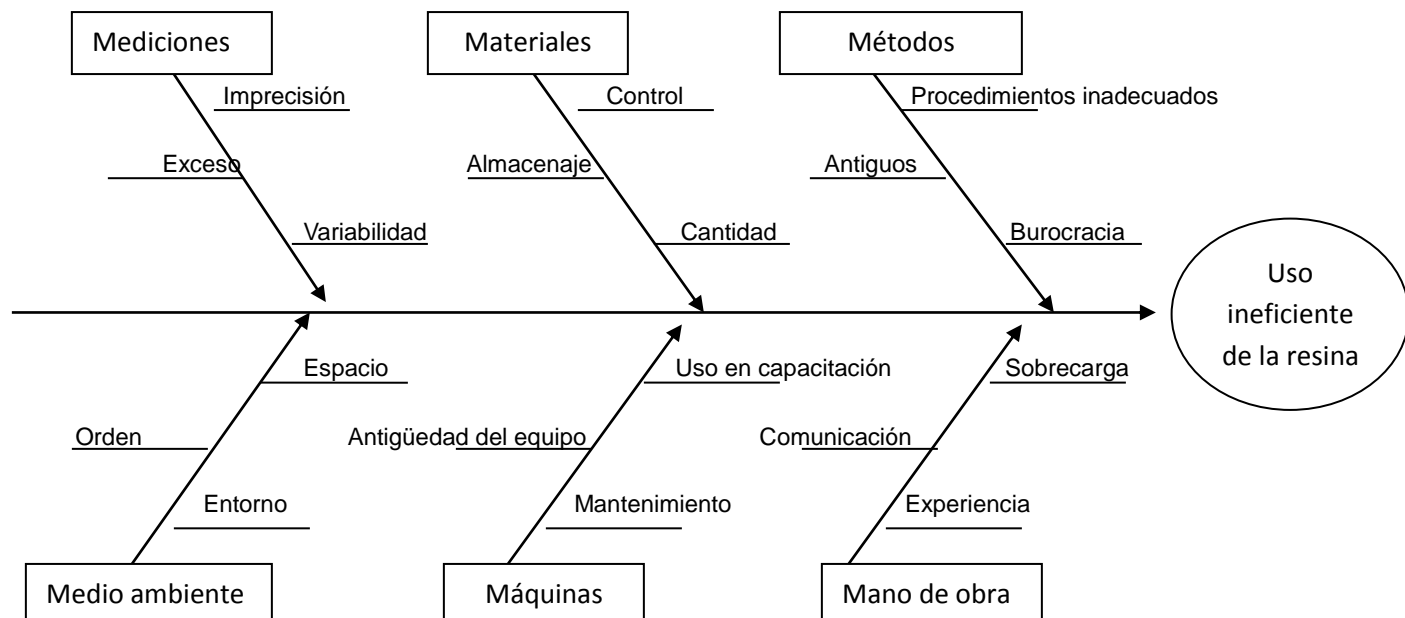 Mediciones
Materiales
Métodos
Imprecisión
Control
Procedimientos inadecuados
Exceso
Almacenaje
Antiguos
Variabilidad
Cantidad
Burocracia
Uso
ineficiente
de la resina
Espacio
Uso en capacitación
Sobrecarga
Orden
Antigüedad del equipo
Comunicación
Entorno
Mantenimiento
Experiencia
Medio ambiente
Máquinas
Mano de obra